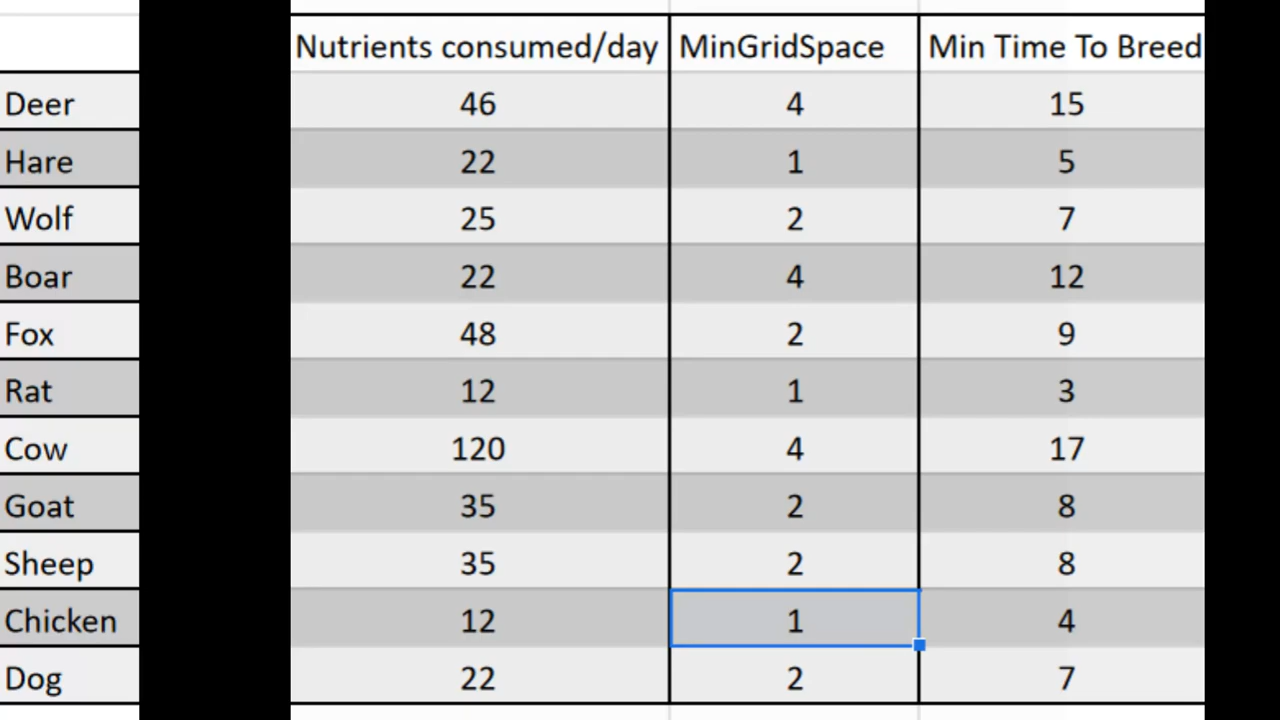 Nutrients consumed/day MinGridSpace Min Time To Breed
Deer 46 4 15
Hare 22 1 5
Wolf 25 2 7
Boar 22 4 12
Fox 48 2 9
Rat 12 1 3
Cow 120 4 17
Goat 35 2 8
Sheep 35 2 8
Chicken 12 1 4
Dog 22 2 7